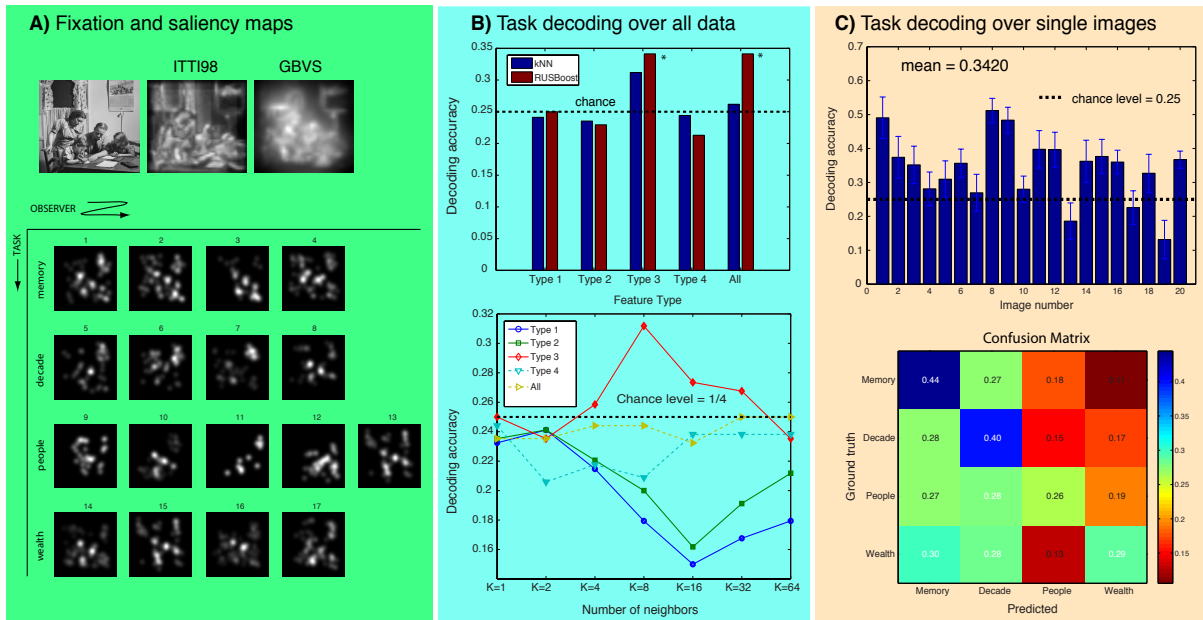 A) Fixation and saliency maps
ITTI98 GBVS
OBSERVER
TASK
1 2 3 4
memory
5 6 7 8
decade
9 10 11 12 13
people
14 15 16 17
wealth
B) Task decoding over all data
0.35
0.3
0.25
0.2
0.15
0.1
0.05
0
Decoding accuracy
kNN
RUSBoost
*
*
chance
Type 1 Type 2 Type 3 Type 4 All
Feature Type
0.32
0.3
0.28
0.26
0.24
0.22
0.2
0.18
0.16
Decoding accuracy
Type 1
Type 2
Type 3
Type 4
All
Chance level = 1/4
K=1 K=2 K=4 K=8 K=16 K=32 K=64
Number of neighbors
C) Task decoding over single images
0.7
0.6
0.5
0.4
0.3
0.2
0.1
0
Decoding accuracy
mean = 0.3420
chance level = 0.25
0 2 4 6 8 10 12 14 16 18 20
Image number
Confusion Matrix
Ground truth
Memory 0.44 0.27 0.18 0.11
Decade 0.28 0.40 0.15 0.17
People 0.27 0.28 0.26 0.19
Wealth 0.30 0.28 0.13 0.29
Memory Decade People Wealth
Predicted
0.4
0.35
0.3
0.25
0.2
0.15